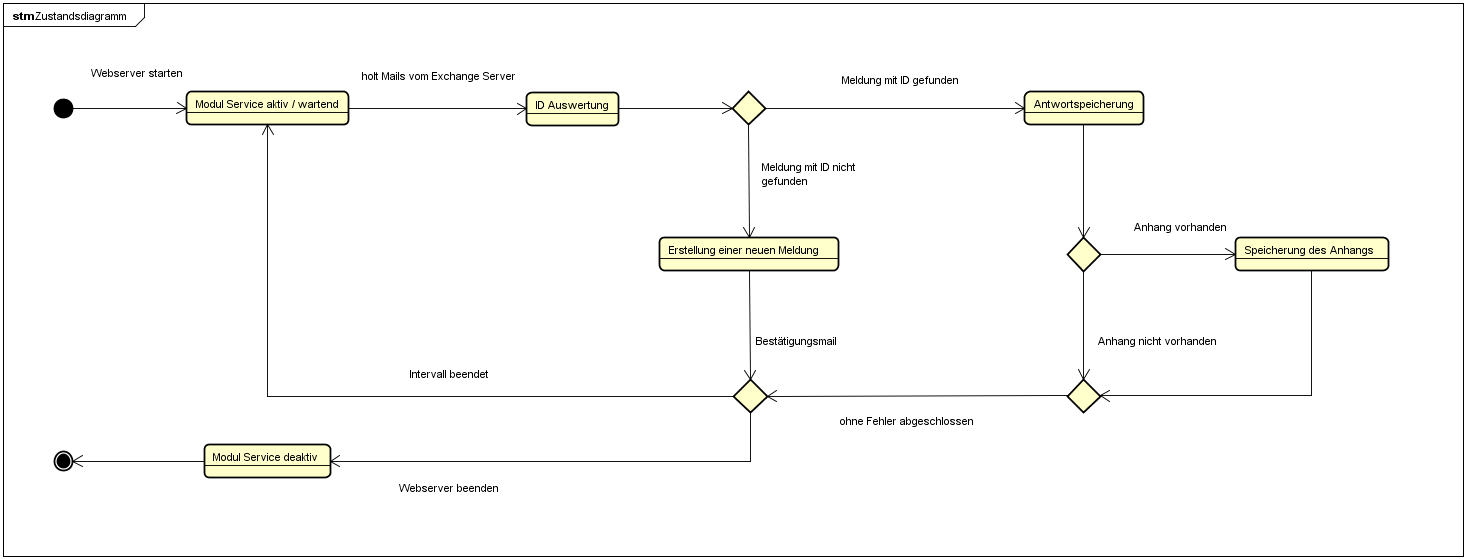 stm Zustandsdiagramm
Webserver starten
holt Mails vom Exchange Server
Meldung mit ID gefunden
Modul Service aktiv / wartend
ID Auswertung
Antwortspeicherung
Meldung mit ID nicht
gefunden
Anhang vorhanden
Erstellung einer neuen Meldung
Speicherung des Anhangs
Bestätigungsmail
Anhang nicht vorhanden
Intervall beendet
ohne Fehler abgeschlossen
Modul Service deaktiv
Webserver beenden